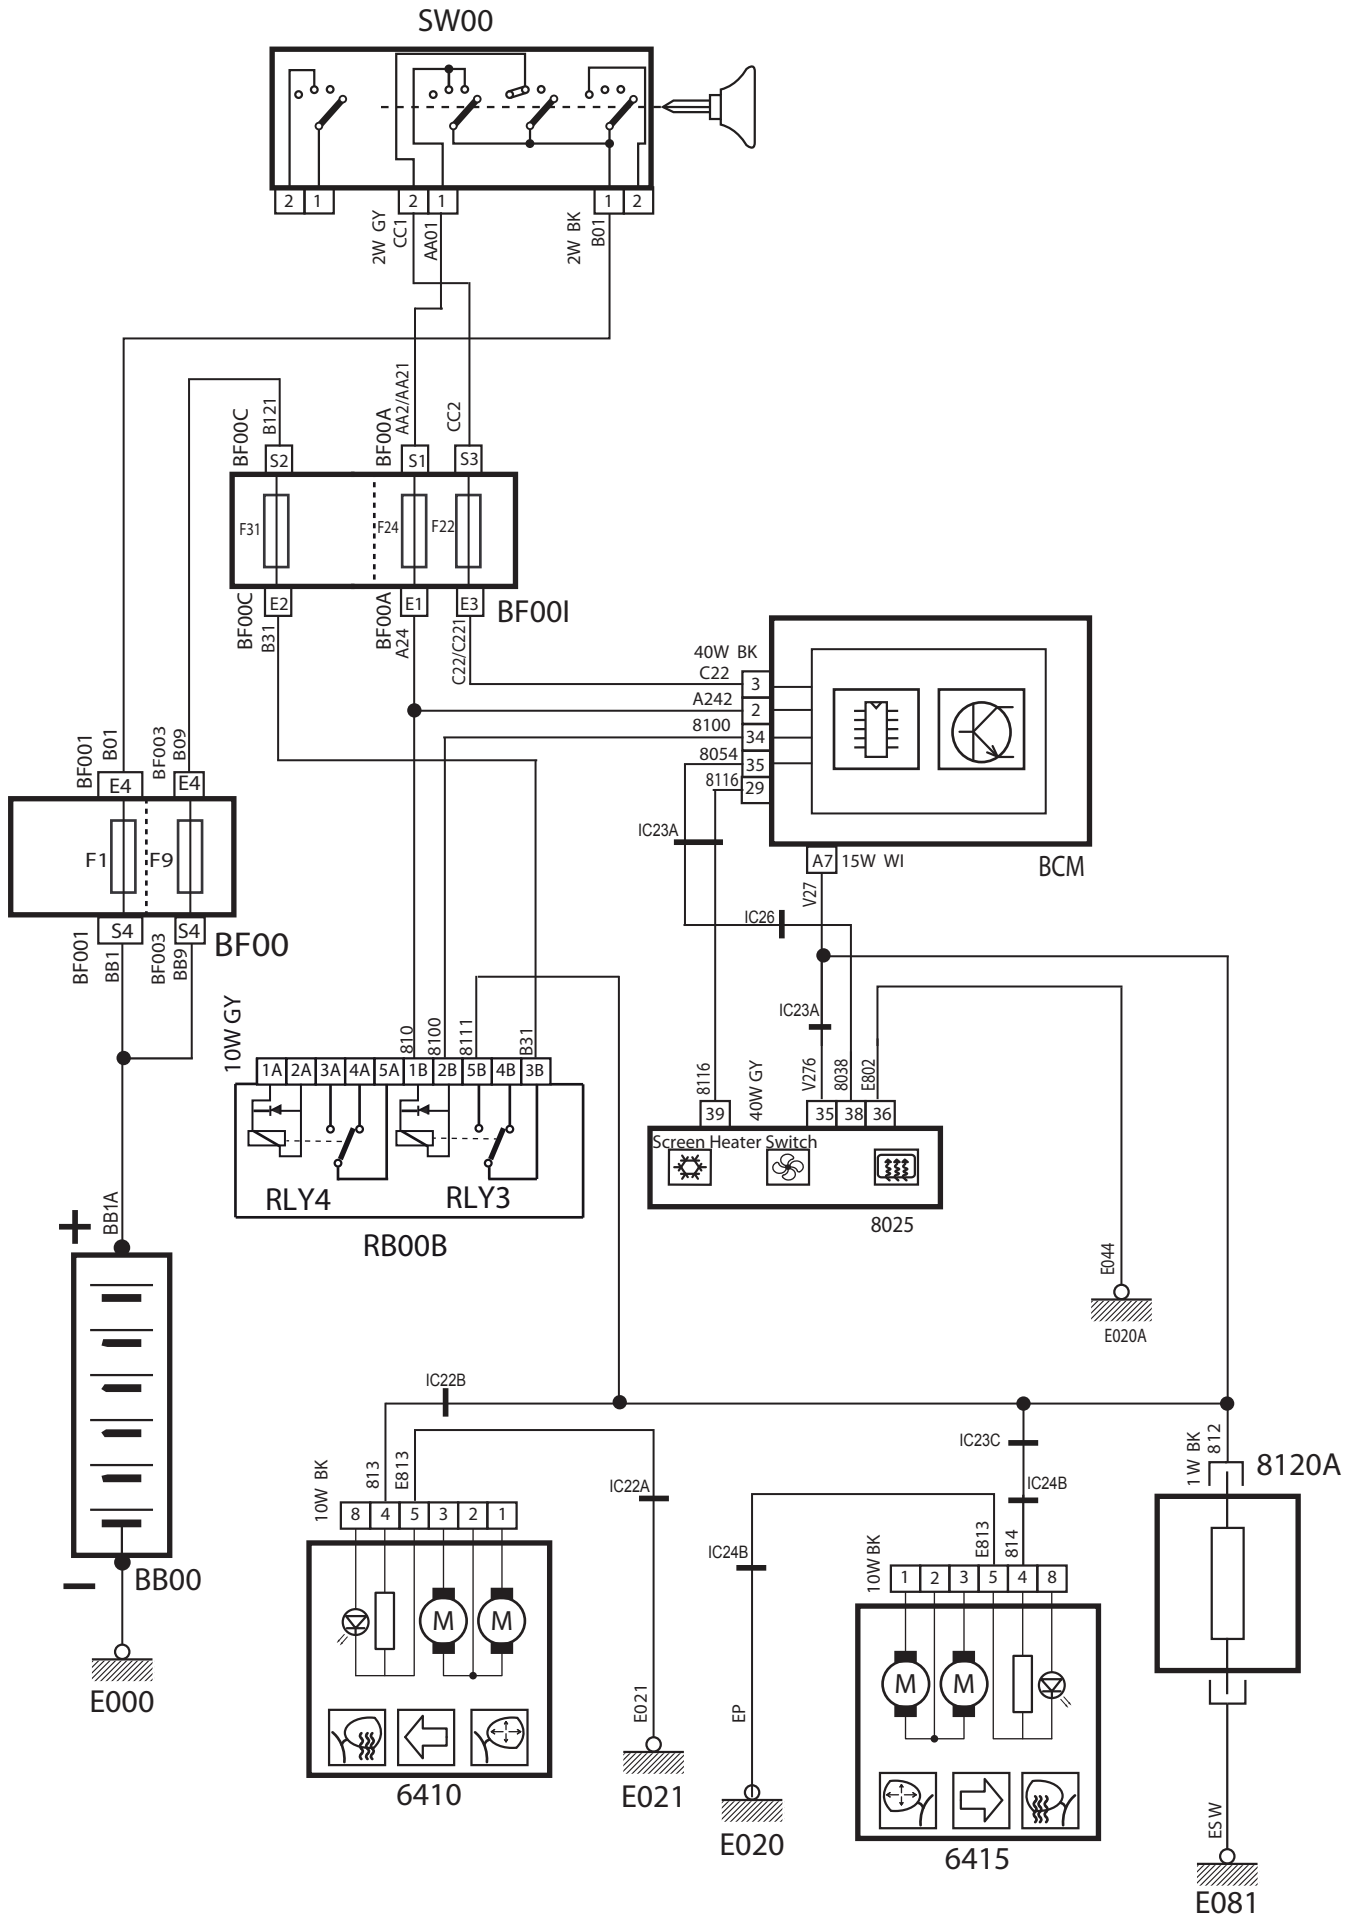 SW00
2 1 2 1 1 2
2W GY
CC1
AA01
2W BK
B01
BF00C
B121
BF00A
AA2/AA21
CC2
S2 S1 S3
F31 F24 F22
E2 E1 E3
BF00I
BF00C
B31
BF00A
A24
C22/C221
40W BK
C22 3
A242 2
8100 34
8054 35
8116 29
BCM
A7 15W WI
V27
IC23A
IC26
IC23A
BF001
B01
BF003
B09
E4 E4
F1 F9
S4 S4
BF00
BF001
BB1
BF003
BB9
10W GY
810
8100
8111
B31
1A 2A 3A 4A 5A 1B 2B 5B 4B 3B
RLY4 RLY3
RB00B
8116
40W GY
V276
8038
E802
39 35 38 36
Screen Heater Switch
8025
E044
E020A
BB1A
+
−
BB00
E000
IC22B
813
E813
10W BK
8 4 5 3 2 1
M M
6410
IC22A
E021
E021
IC23C
IC24B
IC24B
E813
814
10W BK
1 2 3 5 4 8
M M
6415
EP
E020
1W BK
812
8120A
ESW
E081